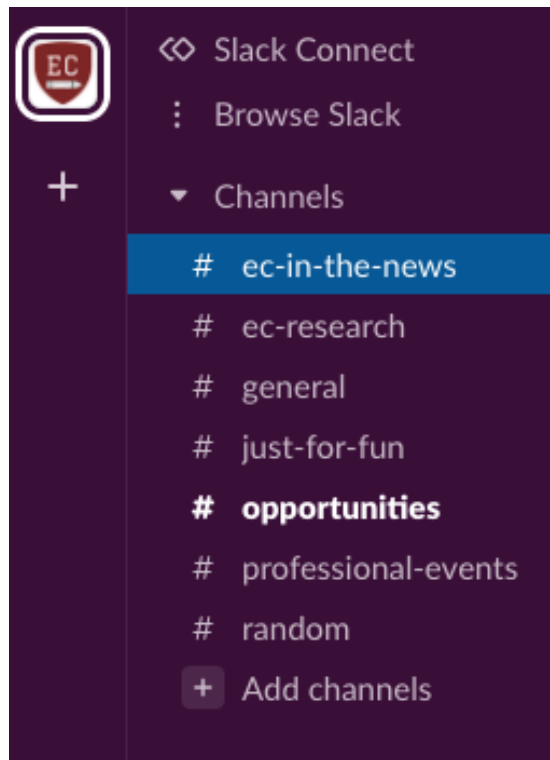 EC
Slack Connect
Browse Slack
Channels
# ec-in-the-news
# ec-research
# general
# just-for-fun
# opportunities
# professional-events
# random
+ Add channels